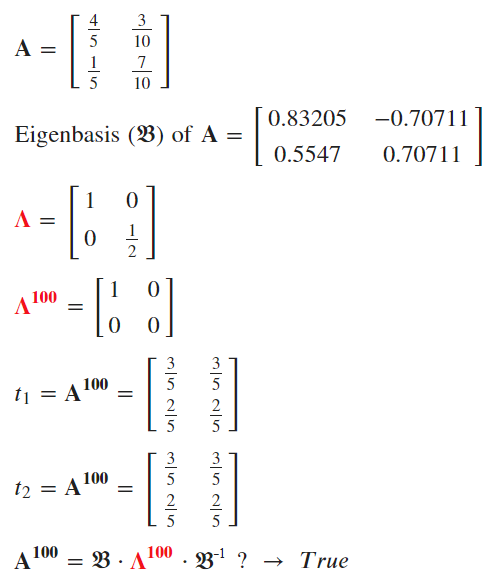 A = [ 4/5 3/10 ; 1/5 7/10 ]
Eigenbasis (𝕭) of A = [ 0.83205 −0.70711 ; 0.5547 0.70711 ]
Λ = [ 1 0 ; 0 1/2 ]
Λ^100 = [ 1 0 ; 0 0 ]
t₁ = A^100 = [ 3/5 3/5 ; 2/5 2/5 ]
t₂ = A^100 = [ 3/5 3/5 ; 2/5 2/5 ]
A^100 = 𝕭 · Λ^100 · 𝕭^-1 ? → True